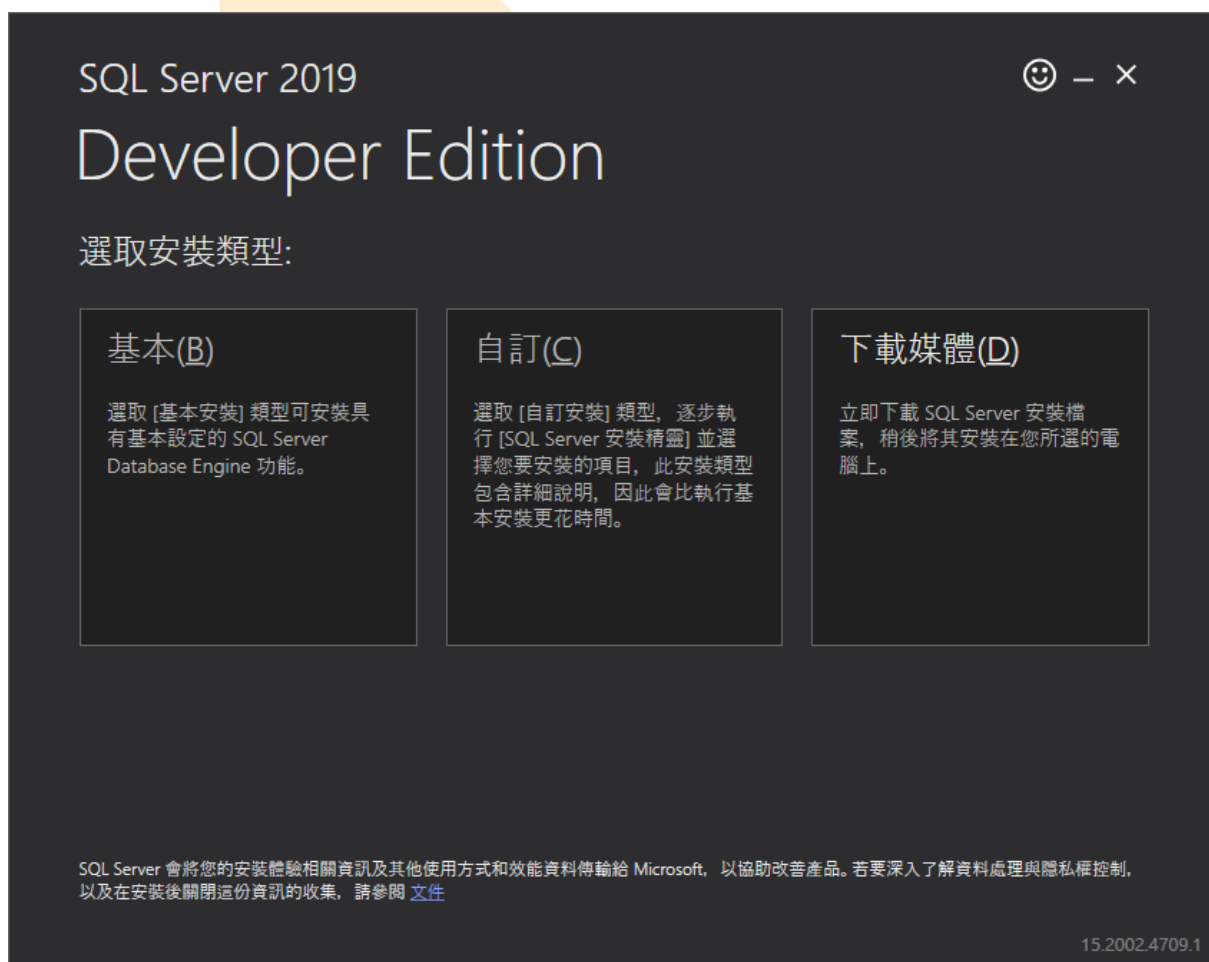 SQL Server 2019
Developer Edition
選取安裝類型:
基本(B)
選取 [基本安裝] 類型可安裝具
有基本設定的 SQL Server
Database Engine 功能。
自訂(C)
選取 [自訂安裝] 類型，逐步執
行 [SQL Server 安裝精靈] 並選
擇您要安裝的項目，此安裝類型
包含詳細說明，因此會比執行基
本安裝更花時間。
下載媒體(D)
立即下載 SQL Server 安裝檔
案，稍後將其安裝在您所選的電
腦上。
SQL Server 會將您的安裝體驗相關資訊及其他使用方式和效能資料傳輸給 Microsoft，以協助改善產品。若要深入了解資料處理與隱私權控制，
以及在安裝後關閉這份資訊的收集，請參閱 文件
15.2002.4709.1